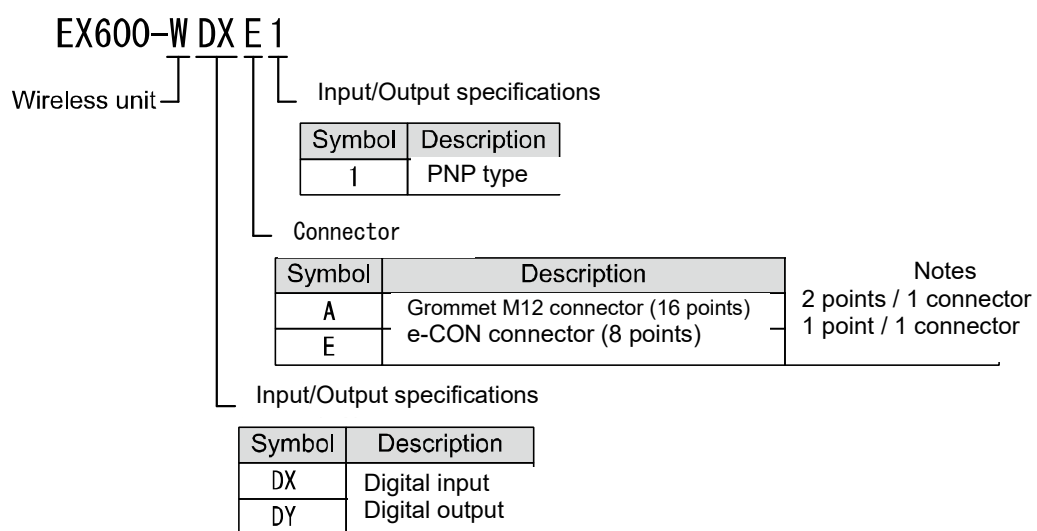 EX600-W DX E 1
Wireless unit
Input/Output specifications
Symbol Description
1 PNP type
Connector
Symbol Description Notes
A Grommet M12 connector (16 points) 2 points / 1 connector
E e-CON connector (8 points) 1 point / 1 connector
Input/Output specifications
Symbol Description
DX Digital input
DY Digital output